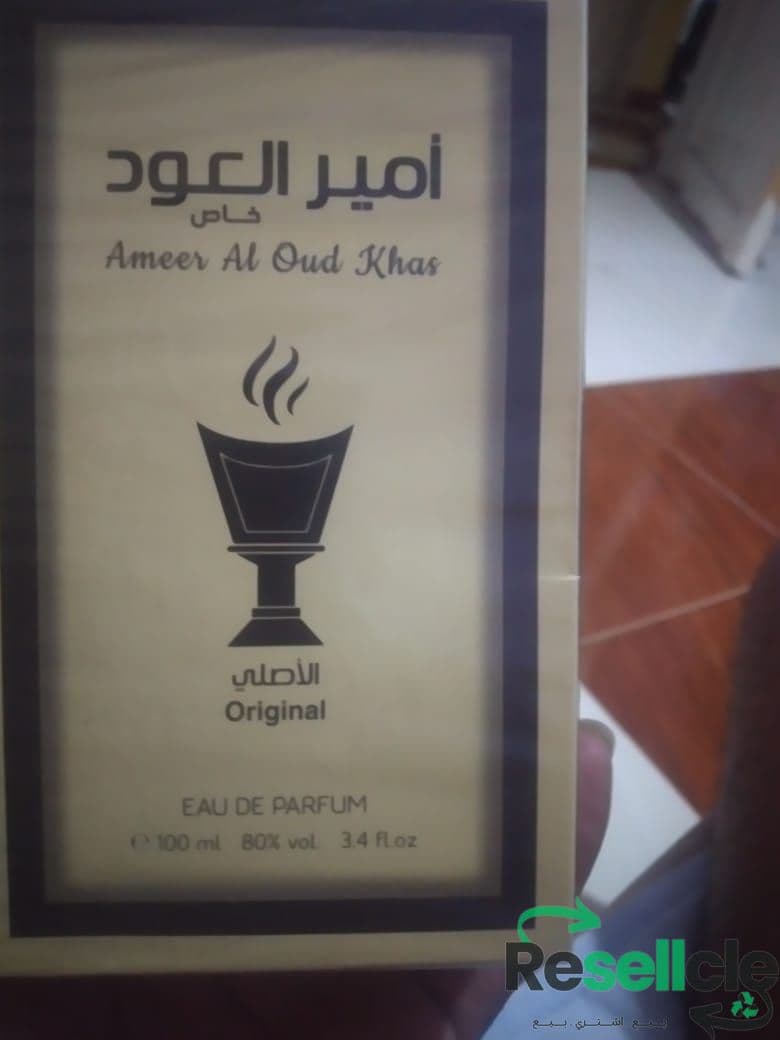 أمير العود
خاص
Ameer Al Oud Khas
الأصلي
Original
EAU DE PARFUM
℮ 100 ml 80% vol. 3.4 fl.oz
Resellcle
بيع اشتري بيع